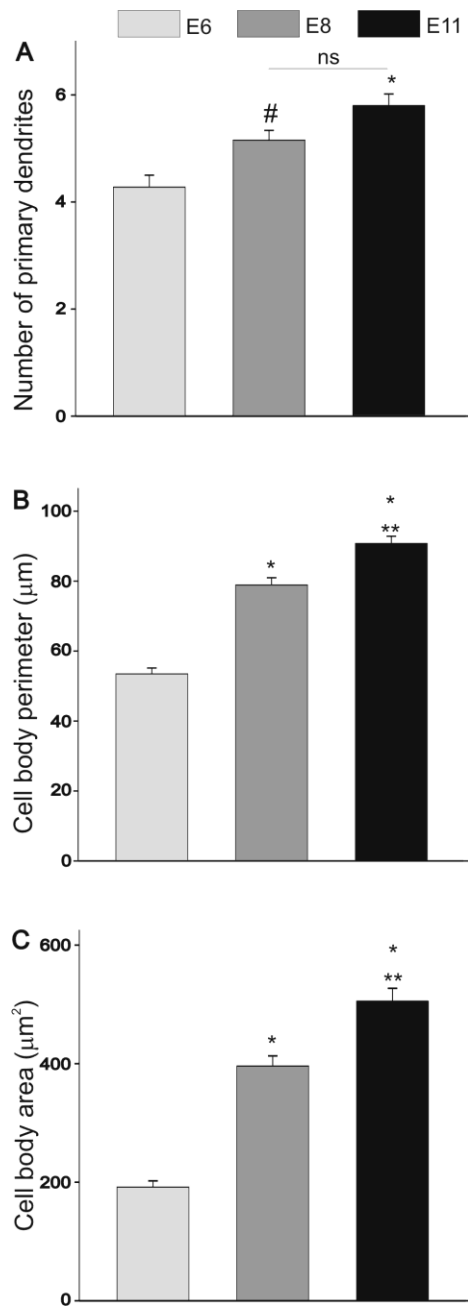 E6 E8 E11
A
ns
*
#
6
4
2
0
Number of primary dendrites
B
100
80
60
40
20
0
Cell body perimeter (μm)
*
*
**
C
600
400
200
0
Cell body area (μm²)
*
*
**